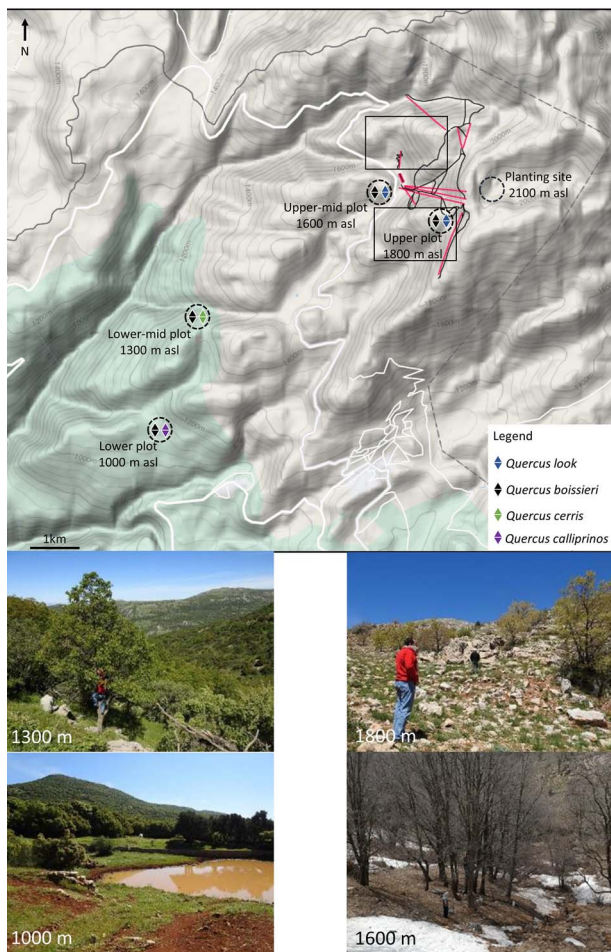 N
Planting site
2100 m asl
Upper-mid plot
1600 m asl
Upper plot
1800 m asl
Lower-mid plot
1300 m asl
Lower plot
1000 m asl
Legend
Quercus look
Quercus boissieri
Quercus cerris
Quercus calliprinos
1km
1300 m
1800 m
1000 m
1600 m